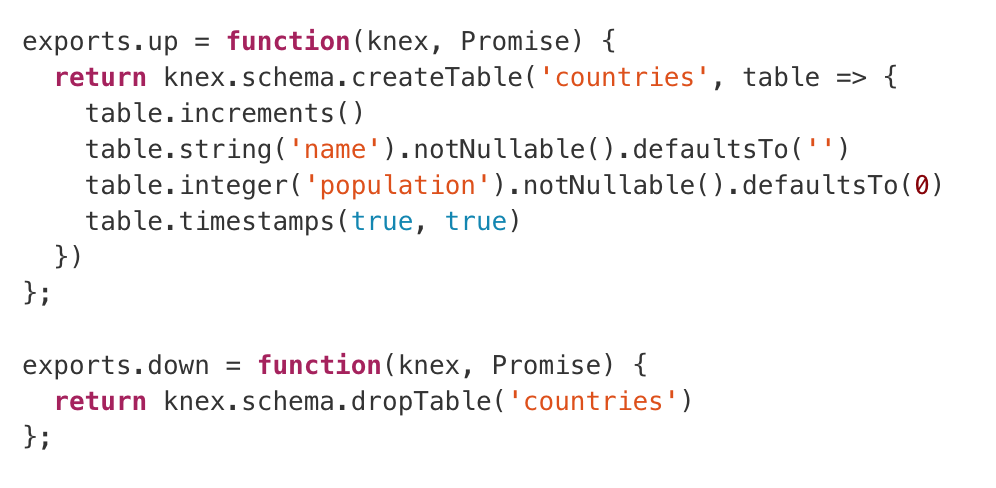 exports.up = function(knex, Promise) {
  return knex.schema.createTable('countries', table => {
    table.increments()
    table.string('name').notNullable().defaultsTo('')
    table.integer('population').notNullable().defaultsTo(0)
    table.timestamps(true, true)
  })
};

exports.down = function(knex, Promise) {
  return knex.schema.dropTable('countries')
};